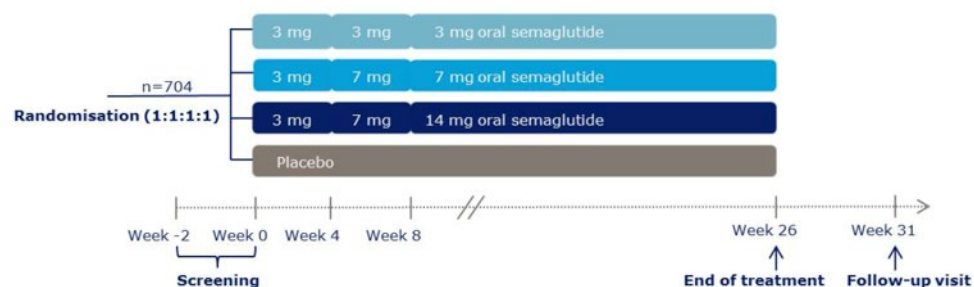 3 mg 3 mg 3 mg oral semaglutide
n=704
3 mg 7 mg 7 mg oral semaglutide
Randomisation (1:1:1:1)
3 mg 7 mg 14 mg oral semaglutide
Placebo
Week -2 Week 0 Week 4 Week 8 Week 26 Week 31
Screening End of treatment Follow-up visit